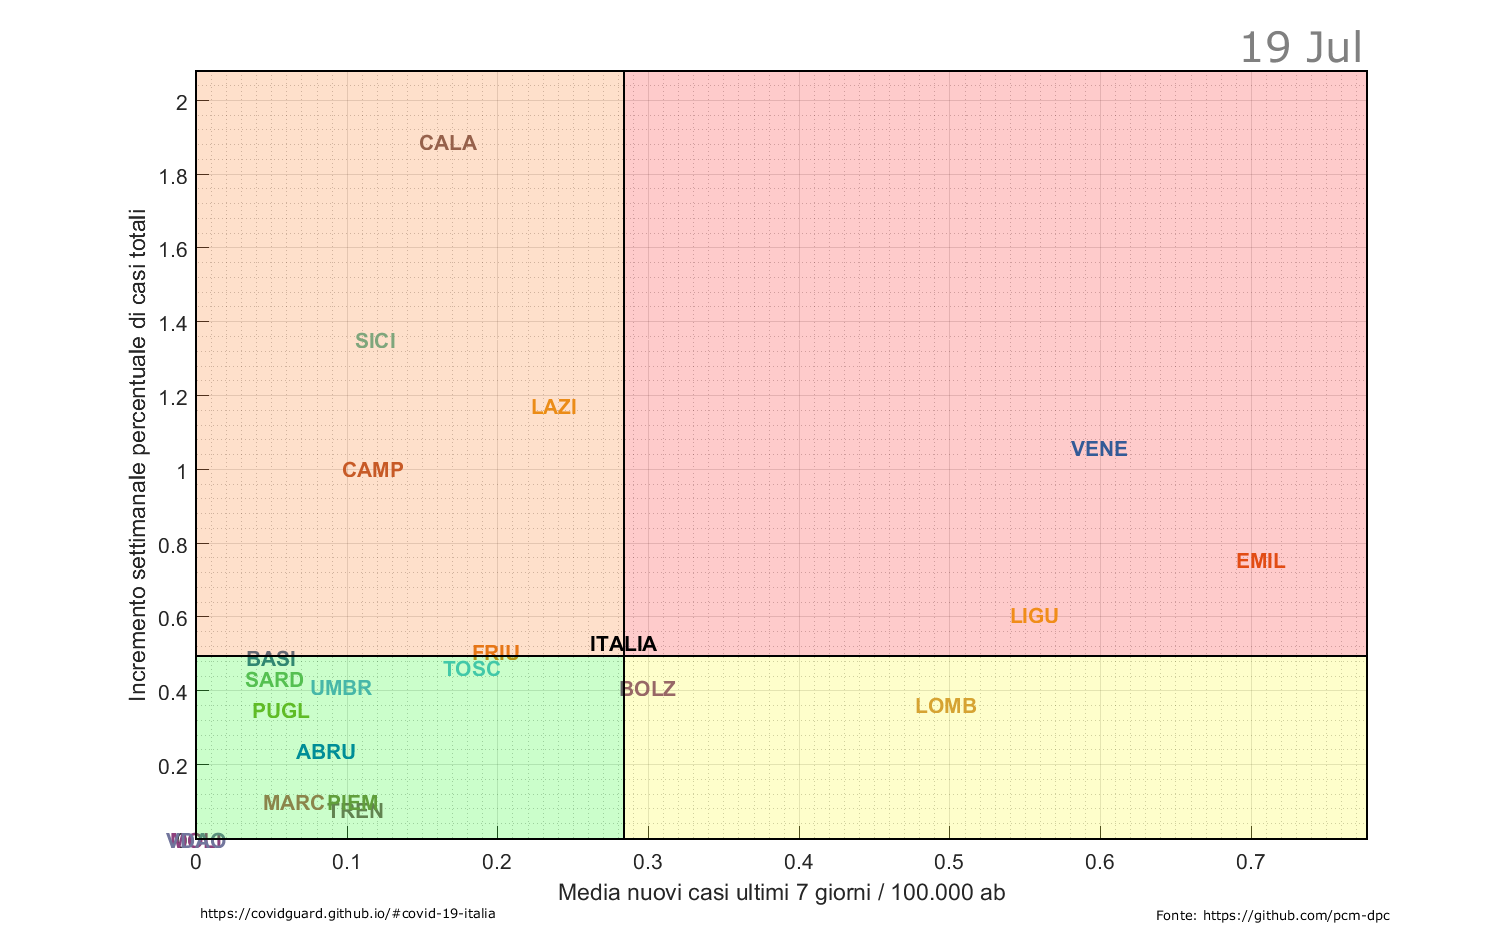 19 Jul
2
1.8
1.6
1.4
1.2
1
0.8
0.6
0.4
0.2
Incremento settimanale percentuale di casi totali
CALA
SICI
LAZI
CAMP
VENE
EMIL
LIGU
ITALIA
FRIU
BASI
TOSC
SARD
UMBR
BOLZ
LOMB
PUGL
ABRU
MARC
PIEM
TREN
0
0.1
0.2
0.3
0.4
0.5
0.6
0.7
Media nuovi casi ultimi 7 giorni / 100.000 ab
https://covidguard.github.io/#covid-19-italia
Fonte: https://github.com/pcm-dpc